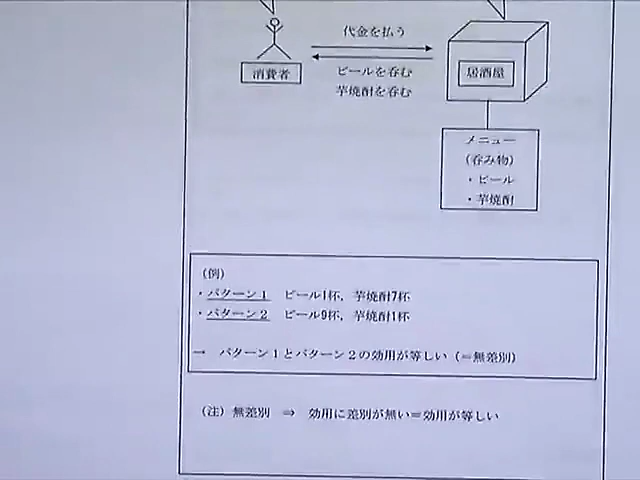 代金を払う
消費者
ビールを呑む
芋焼酎を呑む
居酒屋
メニュー
(呑み物)
・ビール
・芋焼酎
(例)
・パターン1 ビール1杯, 芋焼酎7杯
・パターン2 ビール9杯, 芋焼酎1杯
→ パターン1とパターン2の効用が等しい (=無差別)
(注) 無差別 ⇒ 効用に差別が無い=効用が等しい